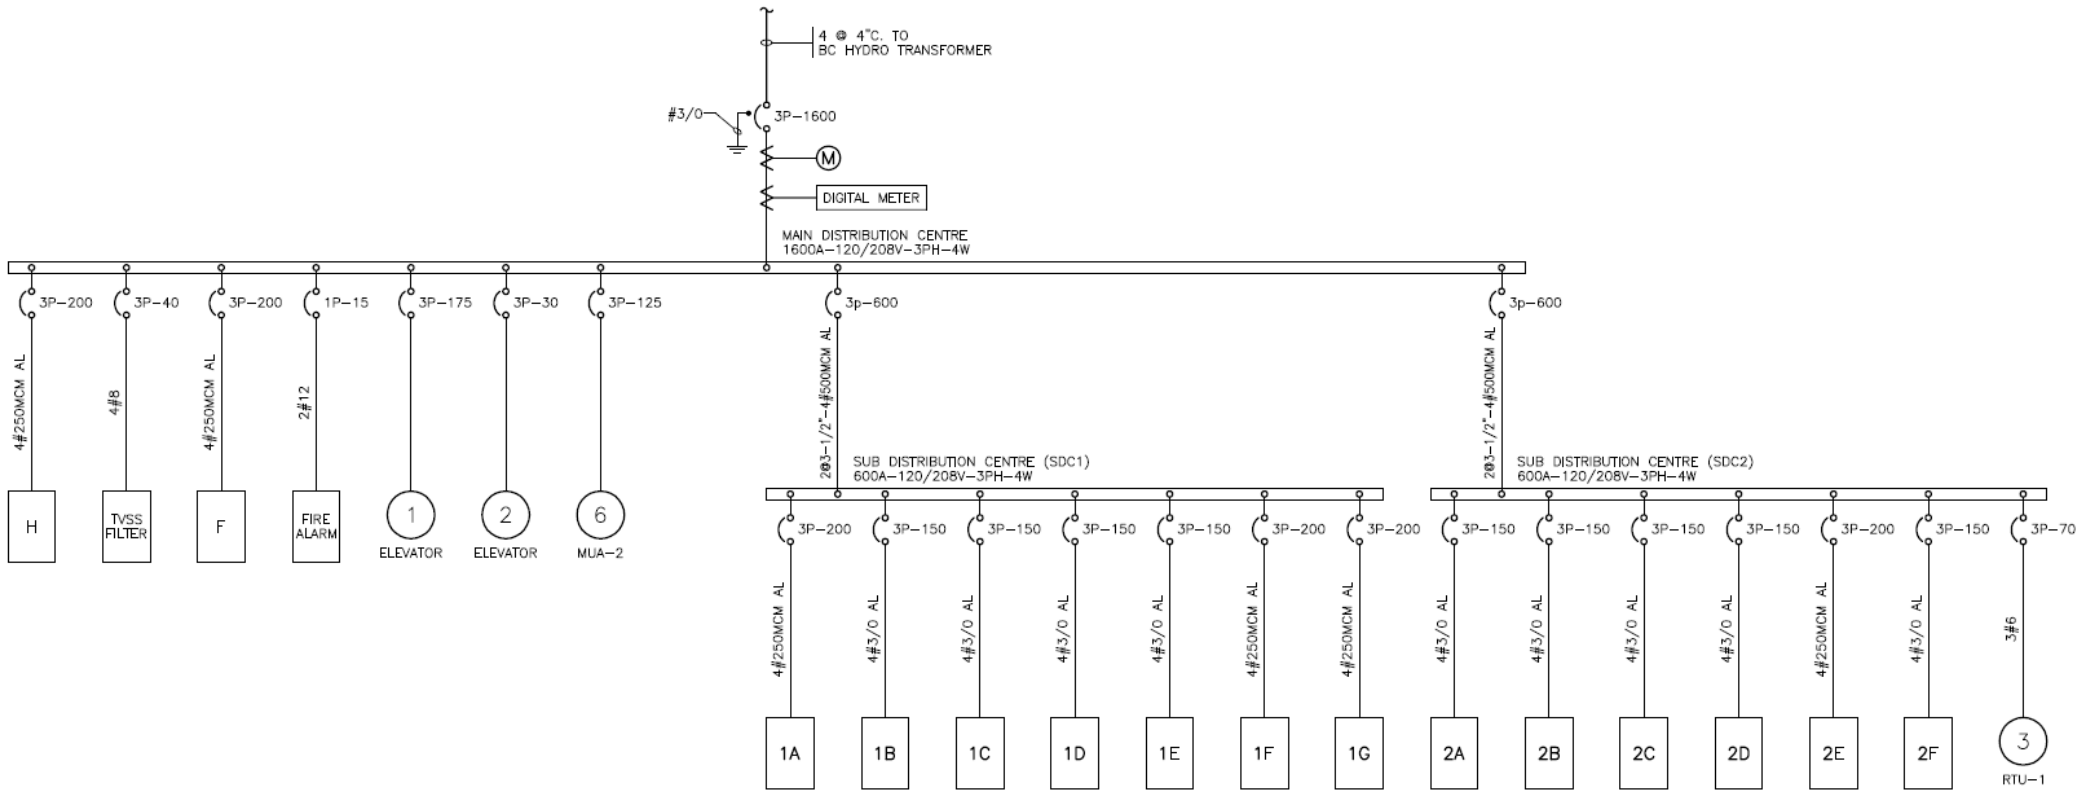 4 @ 4"C. TO
BC HYDRO TRANSFORMER
#3/0
3P-1600
M
DIGITAL METER
MAIN DISTRIBUTION CENTRE
1600A-120/208V-3PH-4W
3P-200
3P-40
3P-200
1P-15
3P-175
3P-30
3P-125
3p-600
3p-600
4#250MCM AL
4#8
4#250MCM AL
2#12
2@3-1/2"-4#500MCM AL
2@3-1/2"-4#500MCM AL
SUB DISTRIBUTION CENTRE (SDC1)
600A-120/208V-3PH-4W
SUB DISTRIBUTION CENTRE (SDC2)
600A-120/208V-3PH-4W
H
TVSS
FILTER
F
FIRE
ALARM
1
ELEVATOR
2
ELEVATOR
6
MUA-2
3P-200
3P-150
3P-150
3P-150
3P-150
3P-200
3P-200
3P-150
3P-150
3P-150
3P-150
3P-200
3P-150
3P-70
4#250MCM AL
4#3/0 AL
4#3/0 AL
4#3/0 AL
4#3/0 AL
4#250MCM AL
4#250MCM AL
4#3/0 AL
4#3/0 AL
4#3/0 AL
4#3/0 AL
4#250MCM AL
4#3/0 AL
3#6
1A
1B
1C
1D
1E
1F
1G
2A
2B
2C
2D
2E
2F
3
RTU-1